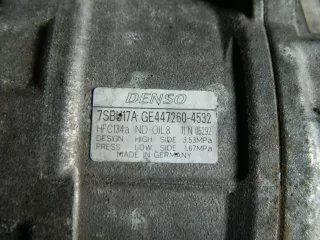 DENSO
7SBU17A GE447260-4532
HFC134a ND-OIL8
DESIGN HIGH SIDE 3.53MPa
PRESS LOW SIDE 1.67MPa
MADE IN GERMANY